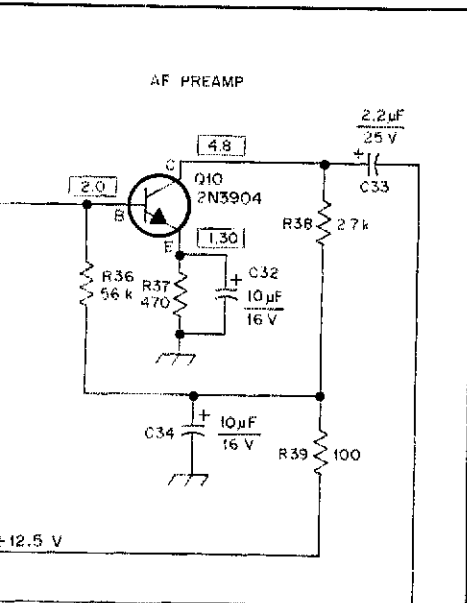 AF PREAMP
2.2µF
25 V
+
C33
4.8
C
Q10
2N3904
2.0
B
1.30
E
R38
2.7k
R36
56 k
R37
470
+
C32
10µF
16 V
C34
+
10µF
16 V
R39
100
+12.5 V